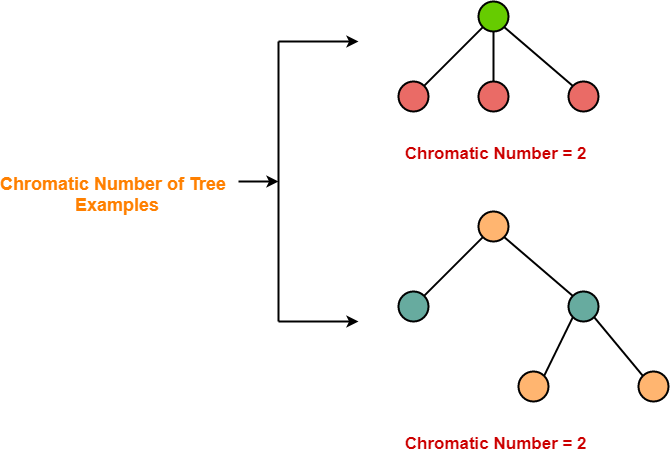 Chromatic Number = 2
Chromatic Number of Tree
Examples
Chromatic Number = 2